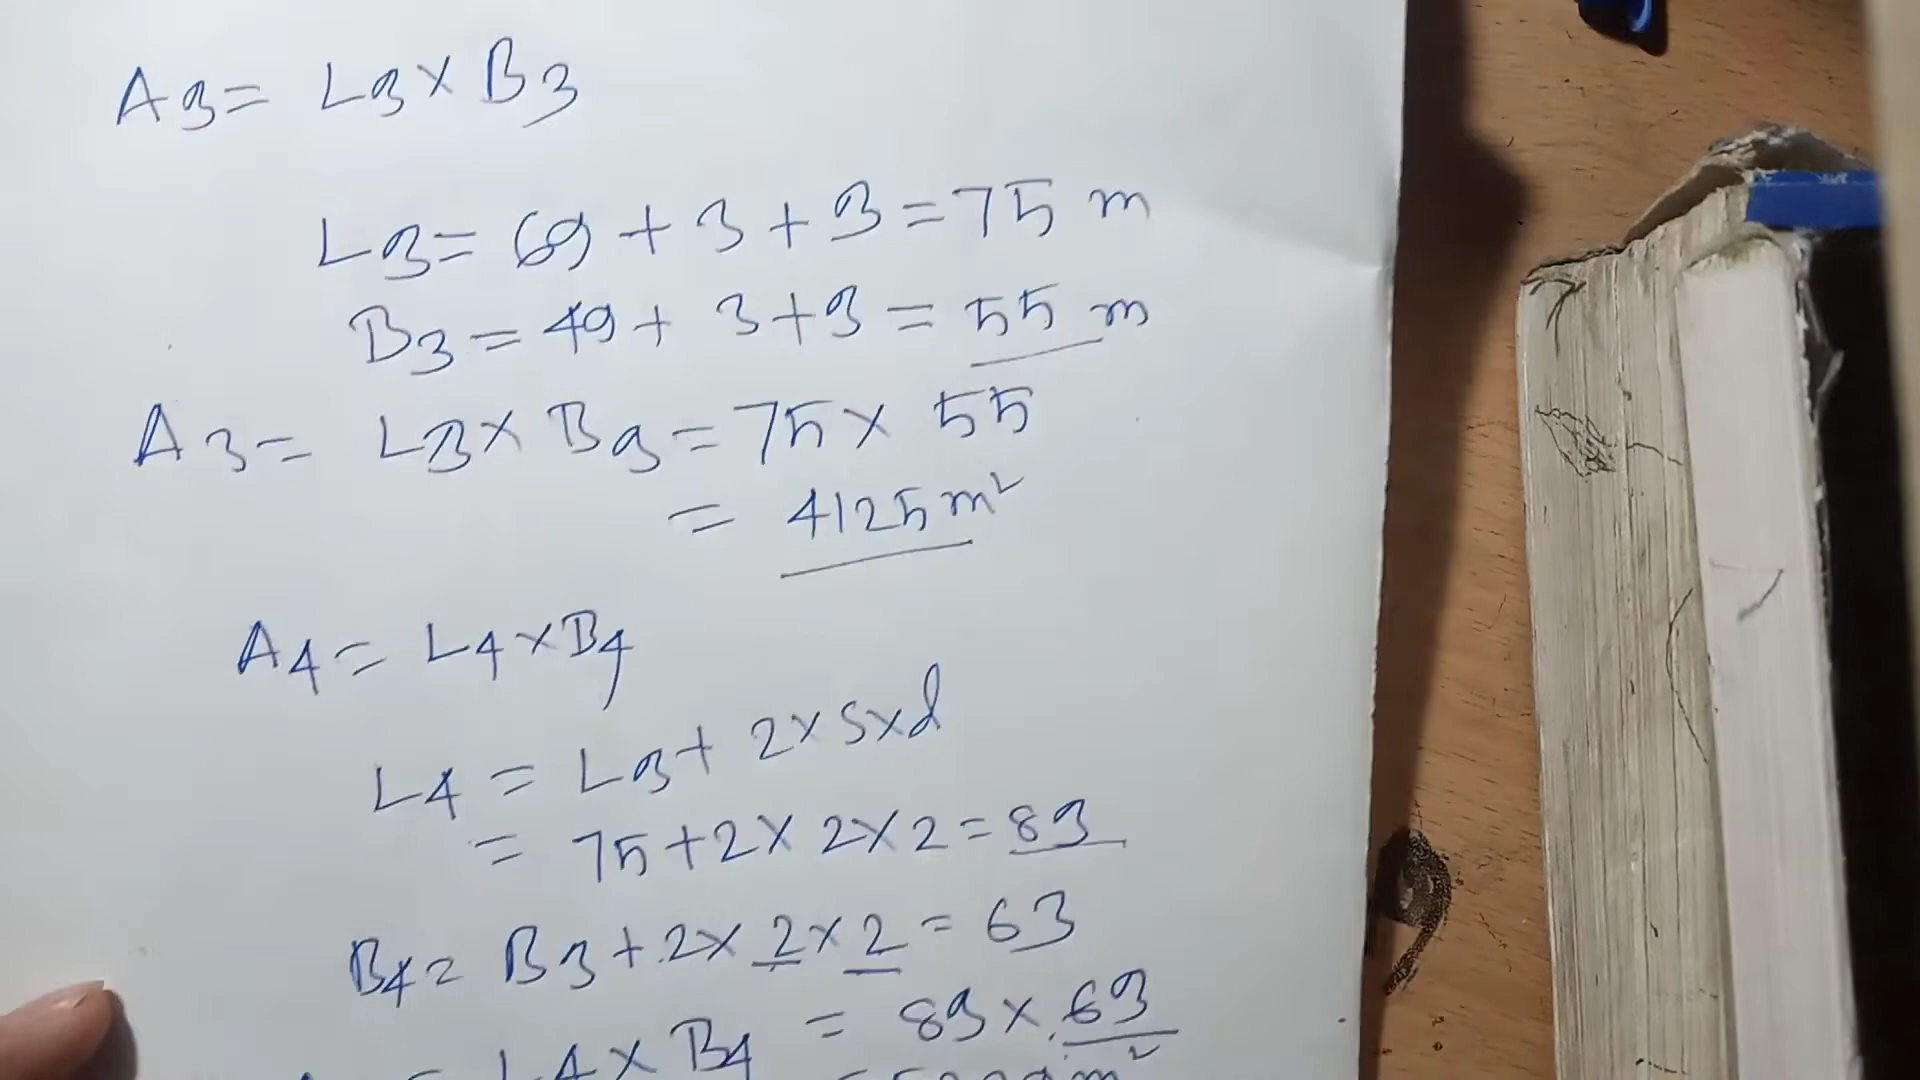 A3 = L3 x B3
L3 = 69 + 3 + 3 = 75 m
B3 = 49 + 3 + 3 = 55 m
A3 = L3 x B3 = 75 x 55
= 4125 m²
A4 = L4 x B4
L4 = L3 + 2 x S x d
= 75 + 2 x 2 x 2 = 83
B4 = B3 + 2 x 2 x 2 = 63
= L4 x B4 = 83 x 63